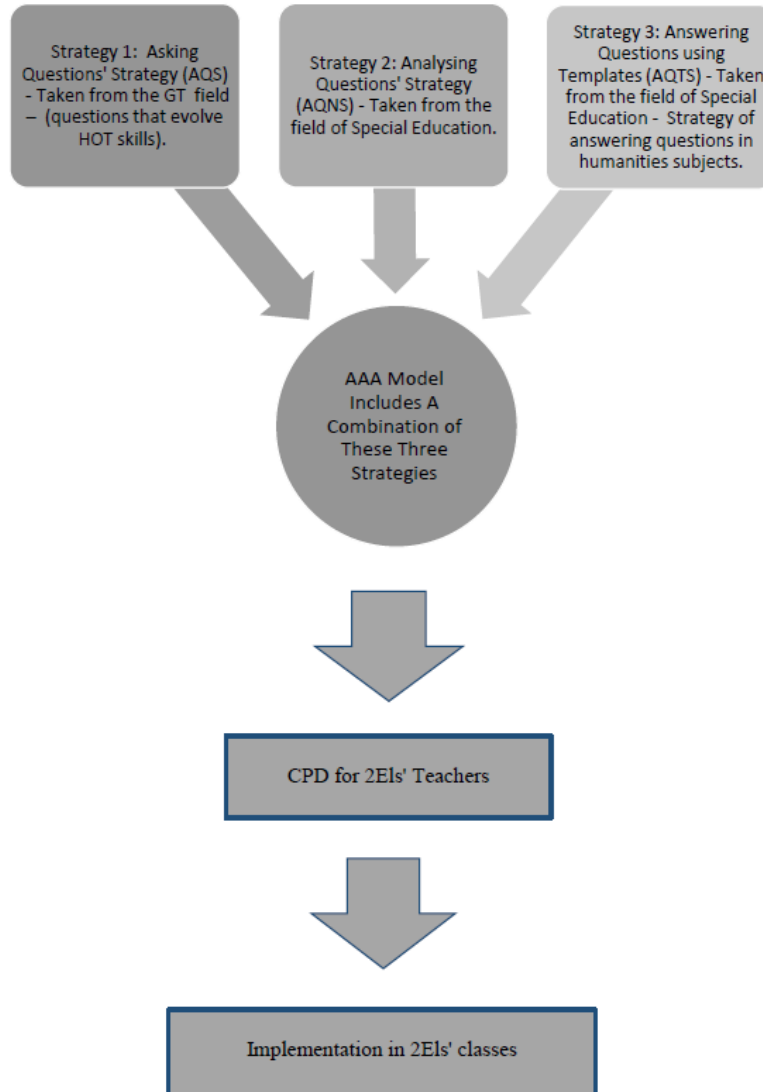 Strategy 1:  Asking
Questions' Strategy (AQS)
- Taken from the GT  field
–  (questions that evolve
HOT skills).
Strategy 2: Analysing
Questions' Strategy
(AQNS) - Taken from the
field of Special Education.
Strategy 3: Answering
Questions using
Templates (AQTS) - Taken
from the field of Special
Education -  Strategy of
answering questions in
humanities subjects.
AAA Model
Includes A
Combination of
These Three
Strategies
CPD for 2Els' Teachers
Implementation in 2Els' classes